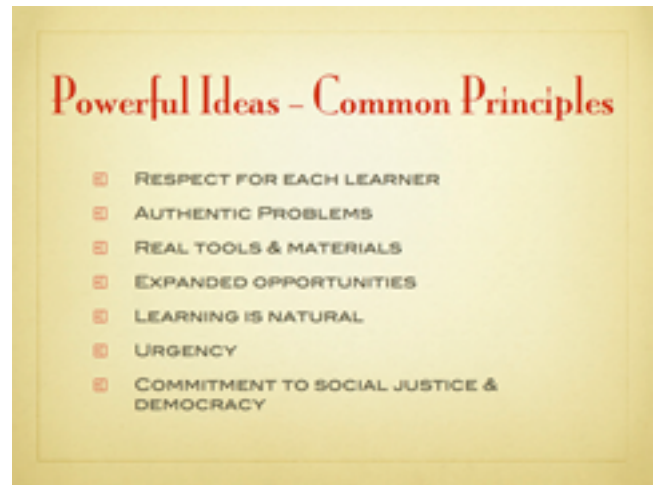 Powerful Ideas – Common Principles
Respect for each learner
Authentic Problems
Real tools & materials
Expanded opportunities
Learning is natural
Urgency
Commitment to social justice &
democracy